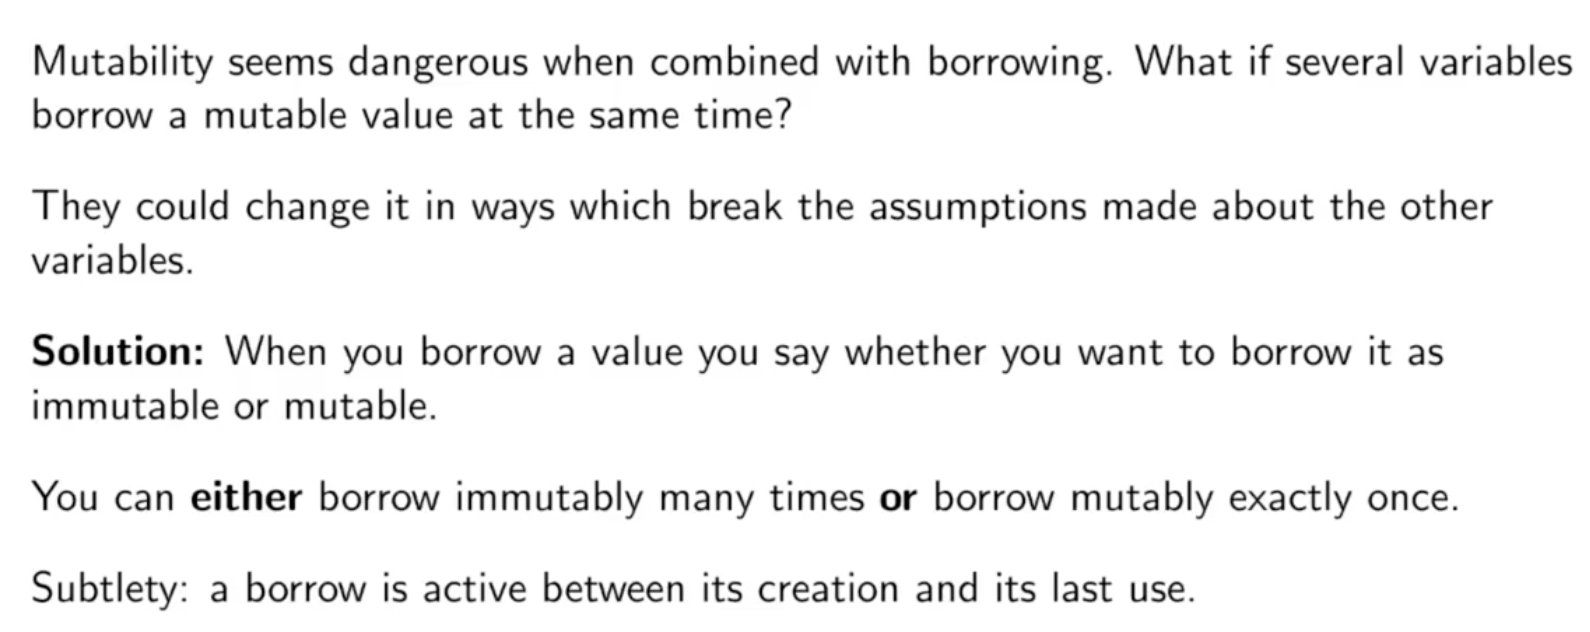 Mutability seems dangerous when combined with borrowing. What if several variables
borrow a mutable value at the same time?
They could change it in ways which break the assumptions made about the other
variables.
Solution: When you borrow a value you say whether you want to borrow it as
immutable or mutable.
You can either borrow immutably many times or borrow mutably exactly once.
Subtlety: a borrow is active between its creation and its last use.